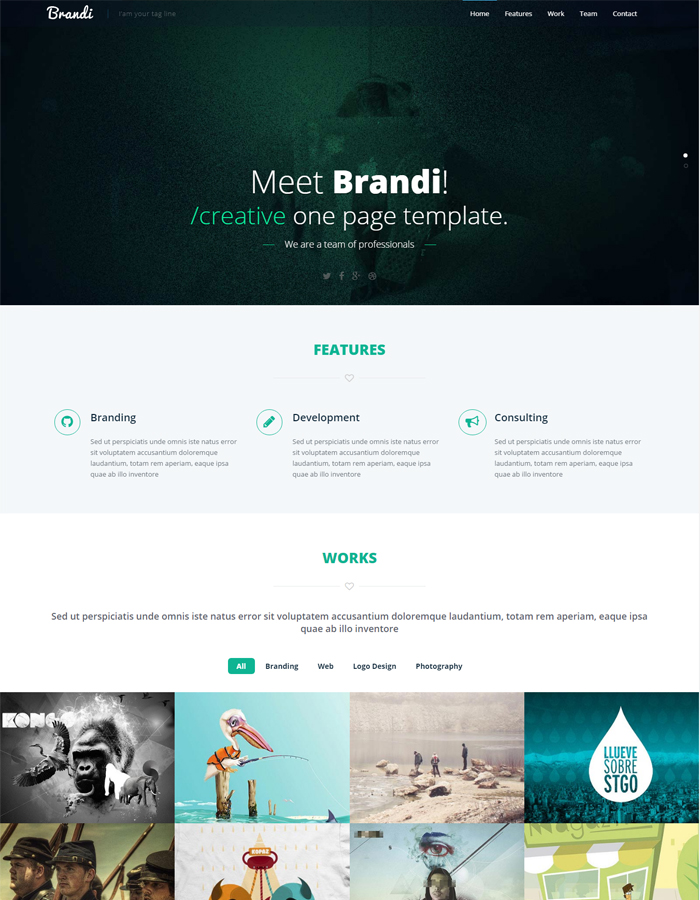 Brandi
I'am your tag line
Home Features Work Team Contact
Meet Brandi!
/creative one page template.
We are a team of professionals
FEATURES
Branding
Sed ut perspiciatis unde omnis iste natus error
sit voluptatem accusantium doloremque
laudantium, totam rem aperiam, eaque ipsa
quae ab illo inventore
Development
Sed ut perspiciatis unde omnis iste natus error
sit voluptatem accusantium doloremque
laudantium, totam rem aperiam, eaque ipsa
quae ab illo inventore
Consulting
Sed ut perspiciatis unde omnis iste natus error
sit voluptatem accusantium doloremque
laudantium, totam rem aperiam, eaque ipsa
quae ab illo inventore
WORKS
Sed ut perspiciatis unde omnis iste natus error sit voluptatem accusantium doloremque laudantium, totam rem aperiam, eaque ipsa
quae ab illo inventore
All Branding Web Logo Design Photography
LLUEVE
SOBRE
STGO